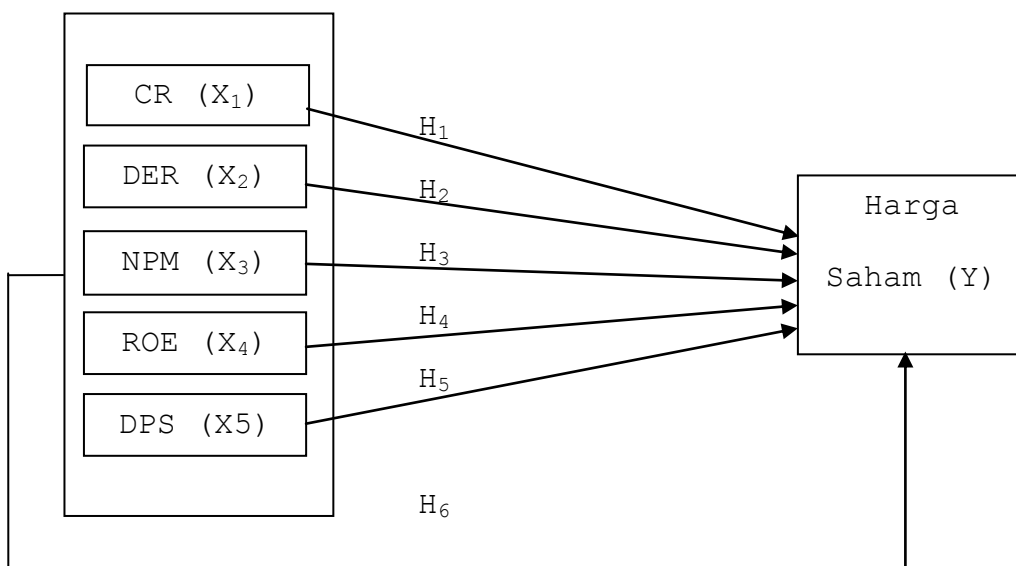 CR (X₁)
DER (X₂)
NPM (X₃)
ROE (X₄)
DPS (X5)
H₁
H₂
H₃
H₄
H₅
H₆
Harga
Saham (Y)